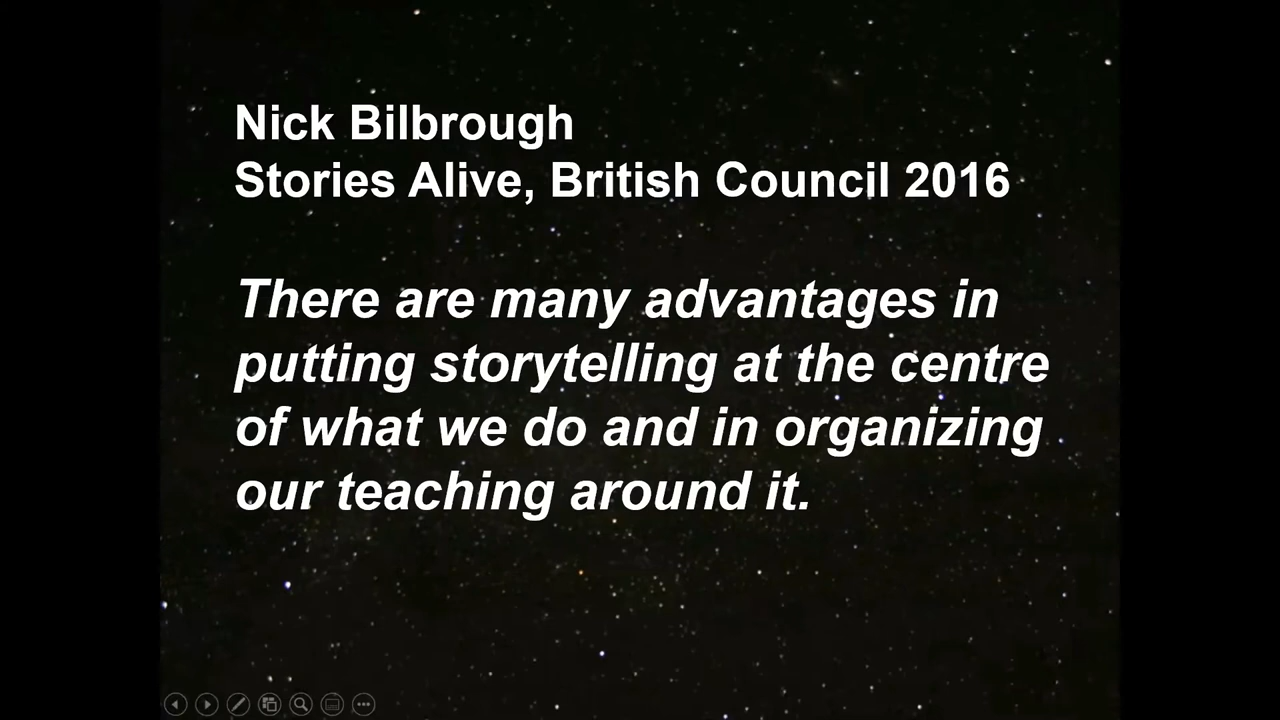 Nick Bilbrough
Stories Alive, British Council 2016
There are many advantages in
putting storytelling at the centre
of what we do and in organizing
our teaching around it.